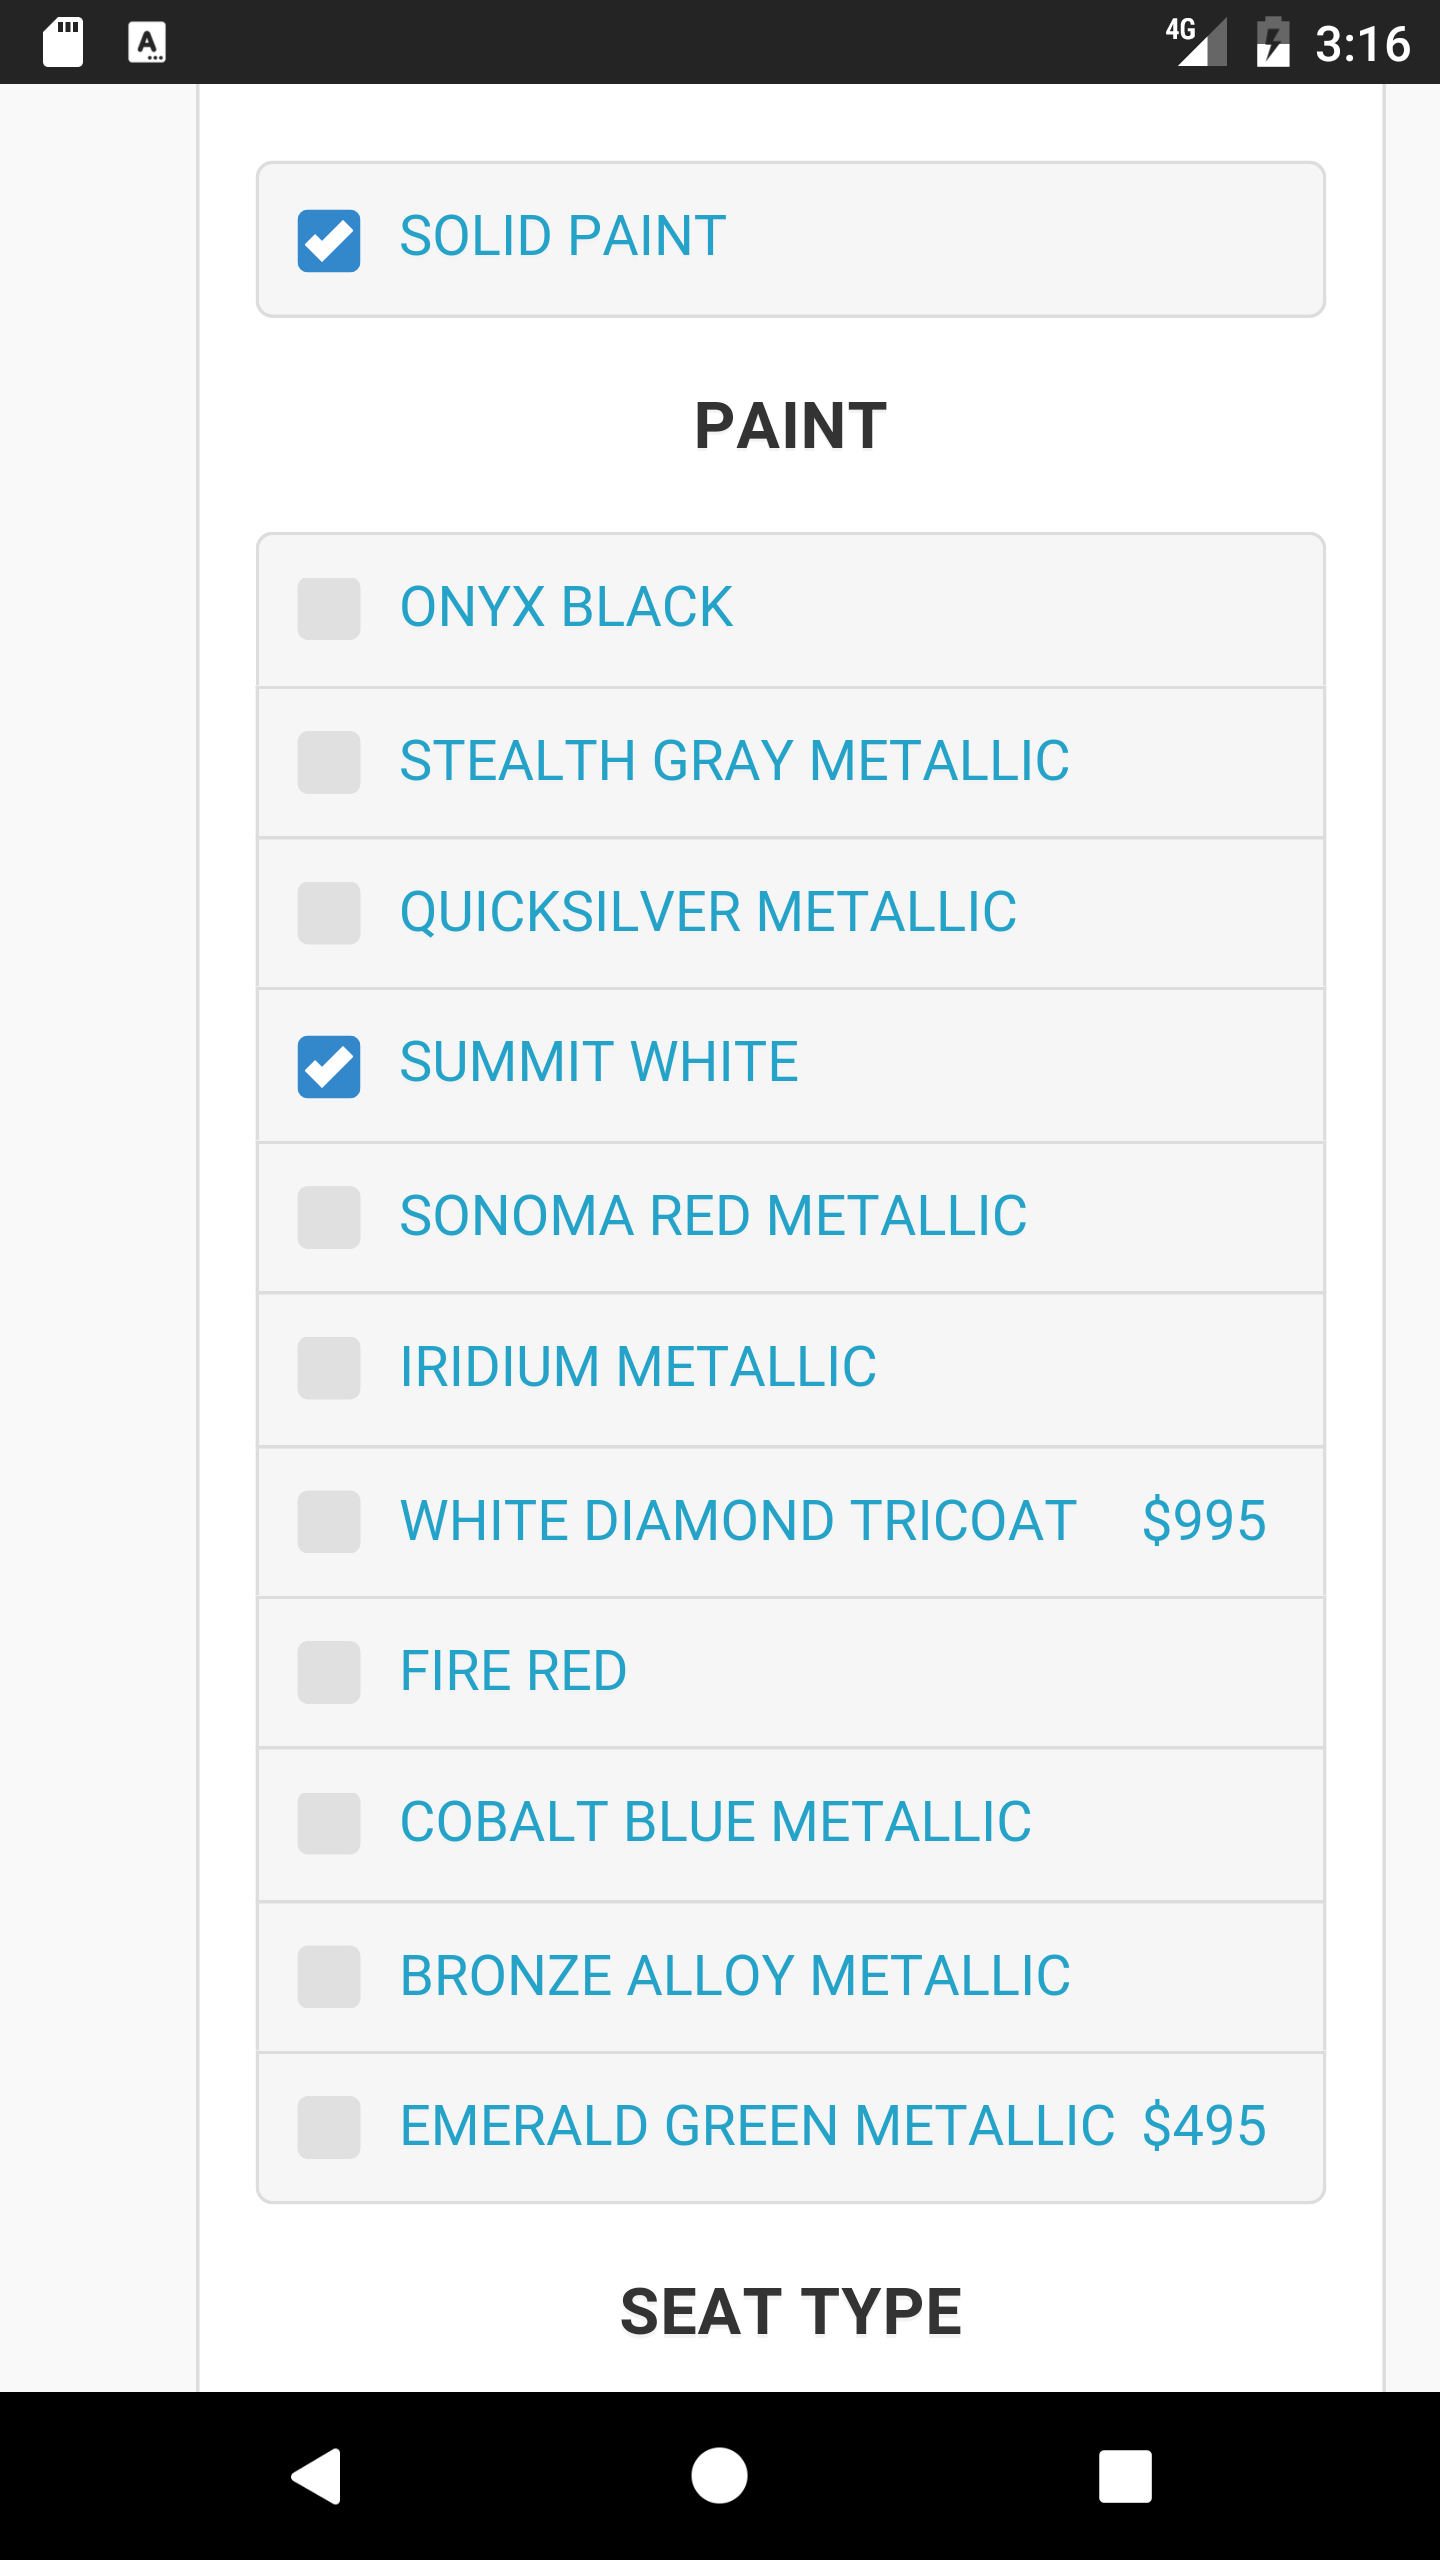 4G 3:16
SOLID PAINT
PAINT
ONYX BLACK
STEALTH GRAY METALLIC
QUICKSILVER METALLIC
SUMMIT WHITE
SONOMA RED METALLIC
IRIDIUM METALLIC
WHITE DIAMOND TRICOAT $995
FIRE RED
COBALT BLUE METALLIC
BRONZE ALLOY METALLIC
EMERALD GREEN METALLIC $495
SEAT TYPE